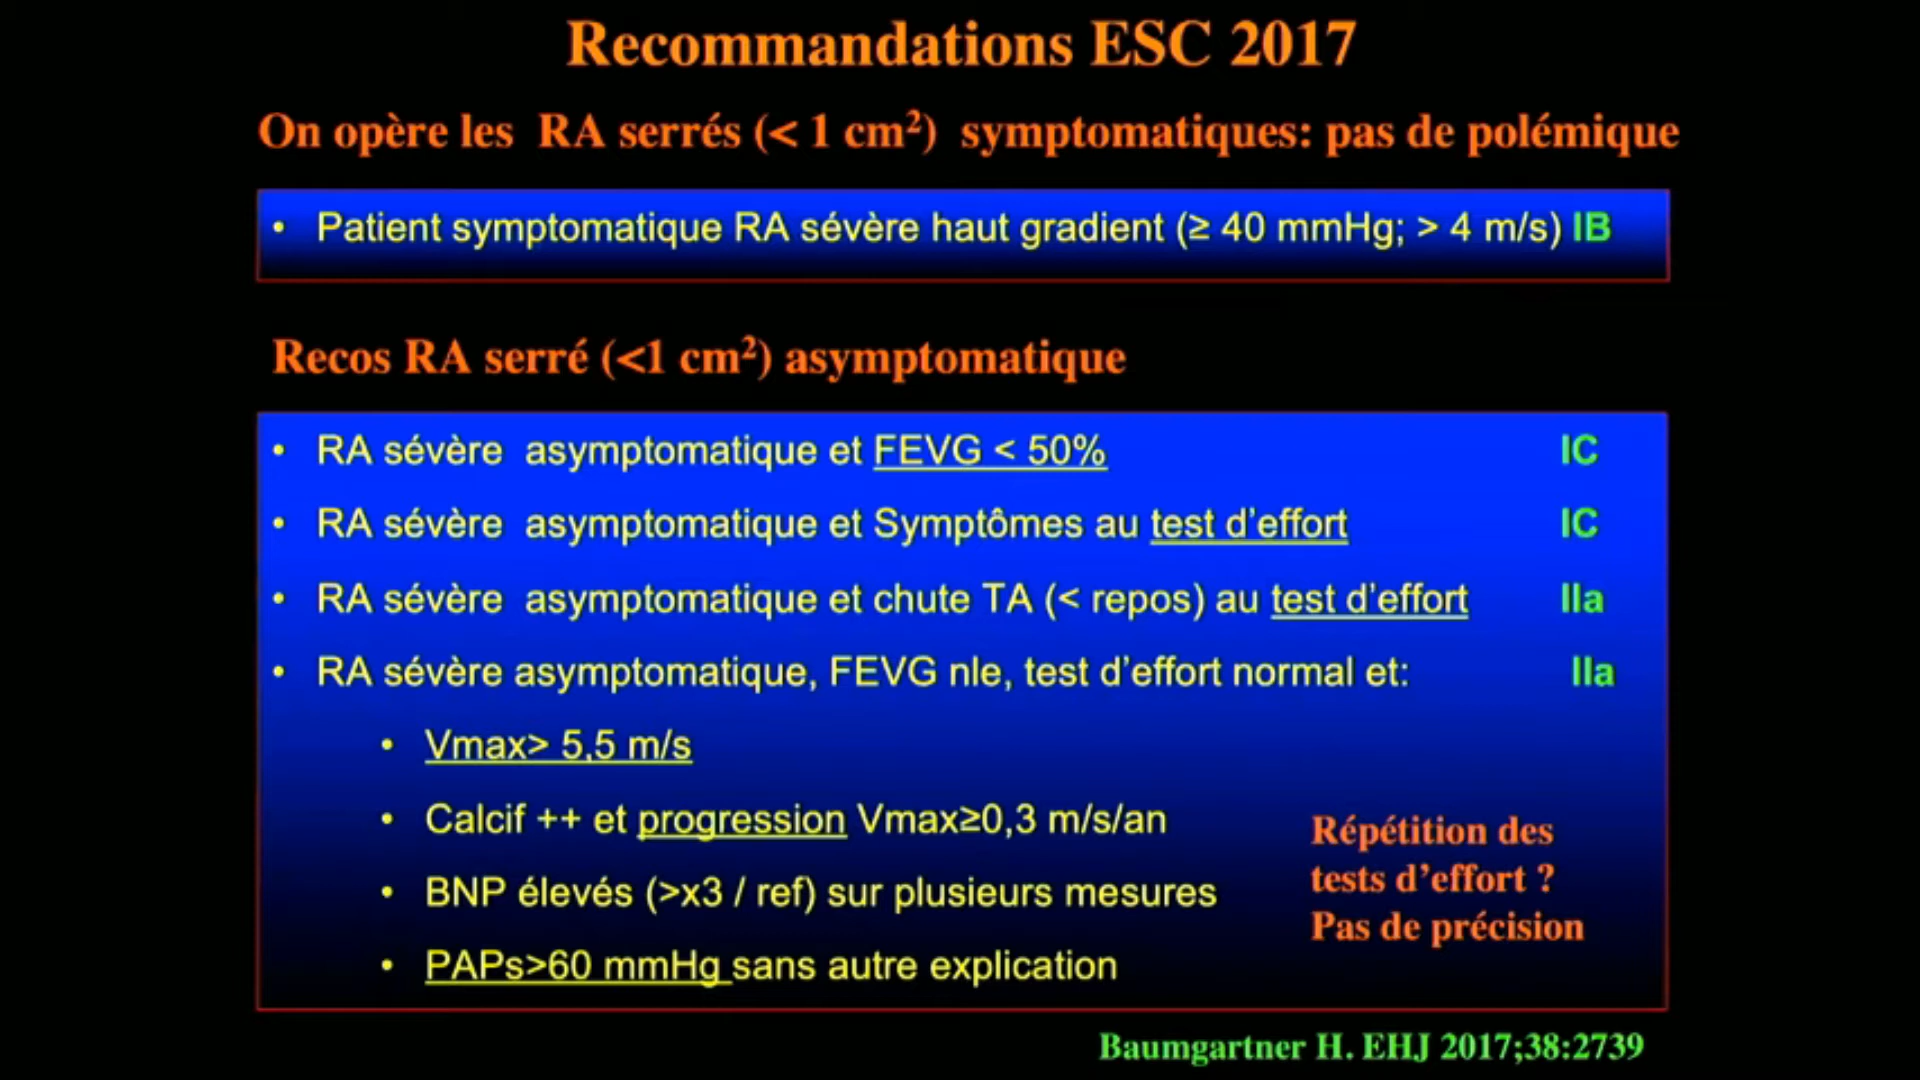 Recommandations ESC 2017
On opère les RA serrés (< 1 cm²) symptomatiques: pas de polémique
• Patient symptomatique RA sévère haut gradient (≥ 40 mmHg; > 4 m/s) IB
Recos RA serré (<1 cm²) asymptomatique
• RA sévère asymptomatique et FEVG < 50% IC
• RA sévère asymptomatique et Symptômes au test d'effort IC
• RA sévère asymptomatique et chute TA (< repos) au test d'effort IIa
• RA sévère asymptomatique, FEVG nle, test d'effort normal et: IIa
• Vmax> 5,5 m/s
• Calcif ++ et progression Vmax≥0,3 m/s/an
• BNP élevés (>x3 / ref) sur plusieurs mesures
• PAPs>60 mmHg sans autre explication
Répétition des
tests d'effort ?
Pas de précision
Baumgartner H. EHJ 2017;38:2739